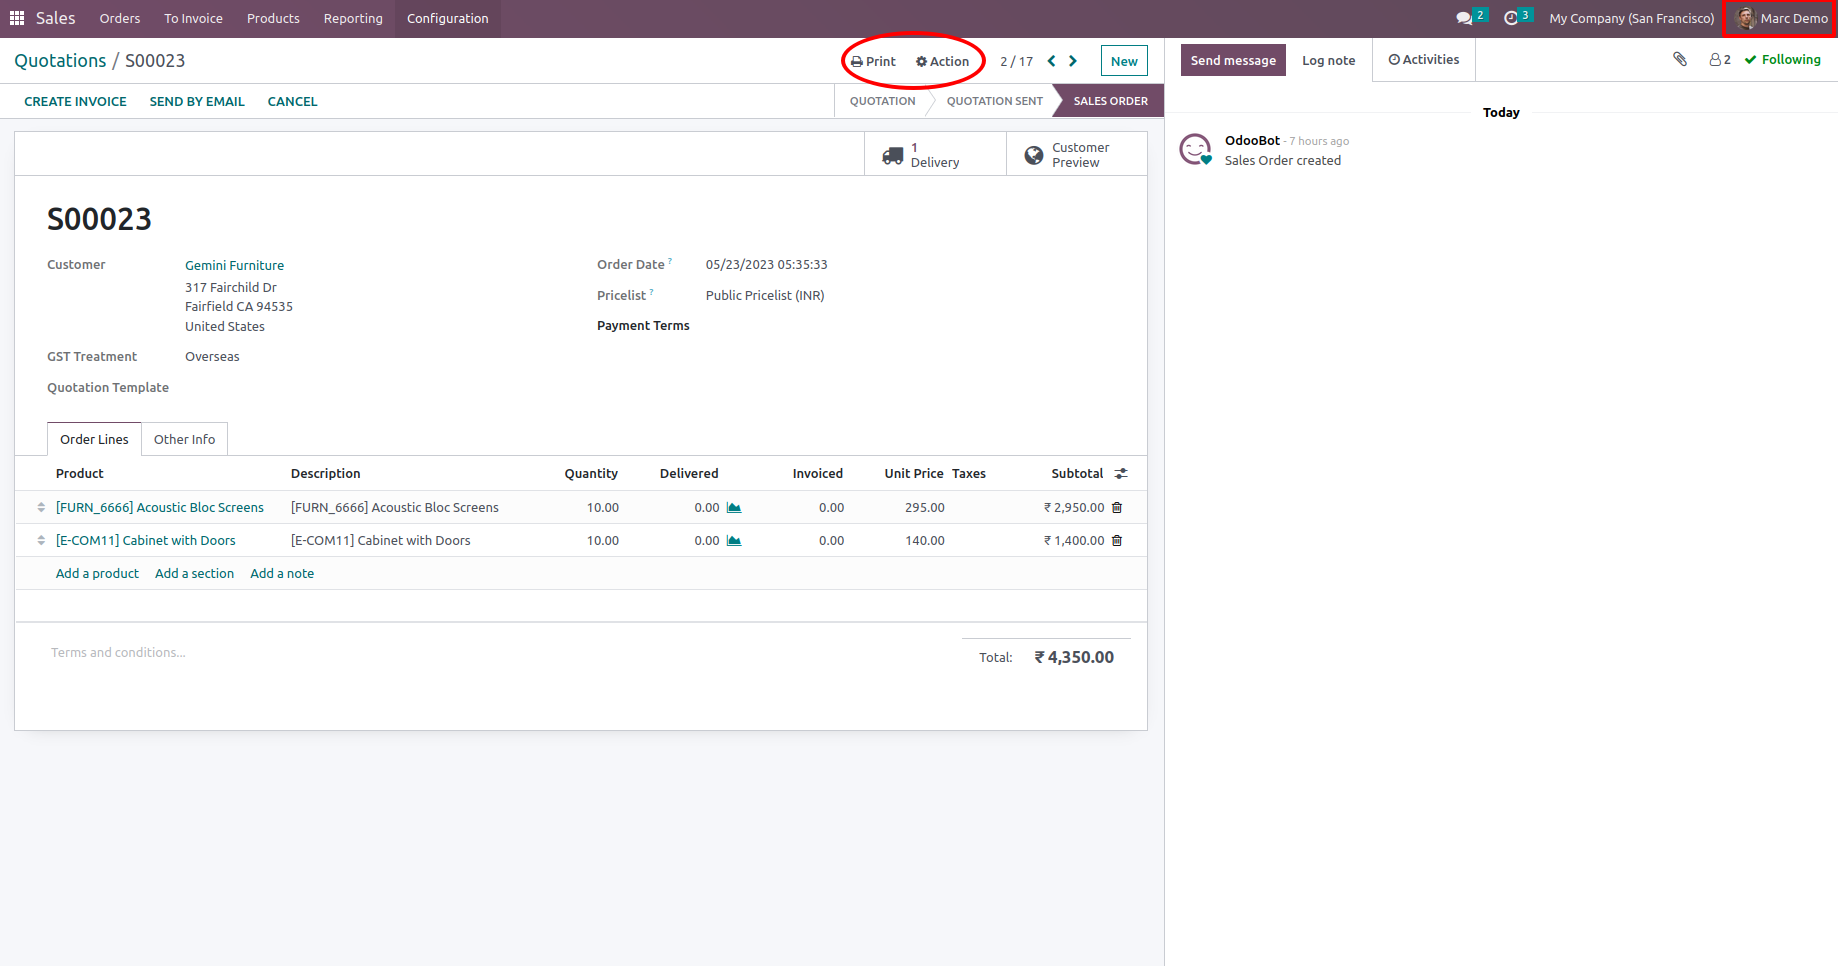 Sales Orders To Invoice Products Reporting Configuration 2 3 My Company (San Francisco) Marc Demo
Quotations / S00023 Print Action 2 / 17 New
Send message Log note Activities 2 Following
CREATE INVOICE SEND BY EMAIL CANCEL QUOTATION QUOTATION SENT SALES ORDER
Today
OdooBot - 7 hours ago
Sales Order created
1
Delivery
Customer
Preview
S00023
Customer Gemini Furniture
317 Fairchild Dr
Fairfield CA 94535
United States
GST Treatment Overseas
Quotation Template
Order Date ? 05/23/2023 05:35:33
Pricelist ? Public Pricelist (INR)
Payment Terms
Order Lines Other Info
Product Description Quantity Delivered Invoiced Unit Price Taxes Subtotal
[FURN_6666] Acoustic Bloc Screens [FURN_6666] Acoustic Bloc Screens 10.00 0.00 0.00 295.00 ₹ 2,950.00
[E-COM11] Cabinet with Doors [E-COM11] Cabinet with Doors 10.00 0.00 0.00 140.00 ₹ 1,400.00
Add a product Add a section Add a note
Terms and conditions...
Total: ₹ 4,350.00